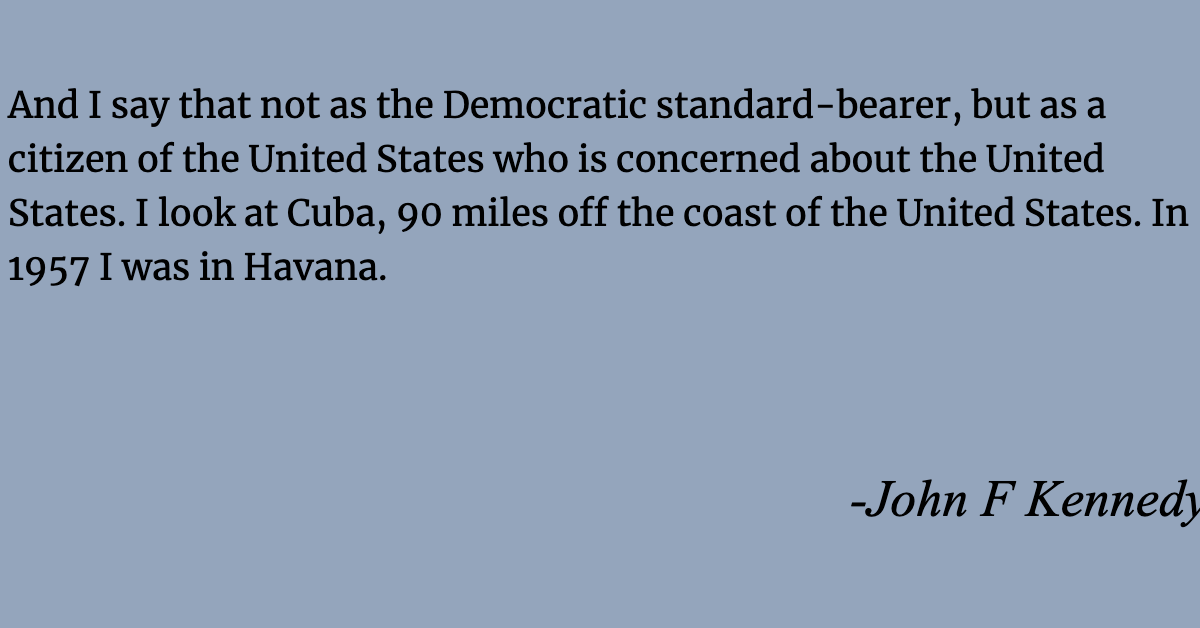 And I say that not as the Democratic standard-bearer, but as a
citizen of the United States who is concerned about the United
States. I look at Cuba, 90 miles off the coast of the United States. In
1957 I was in Havana.
-John F Kennedy